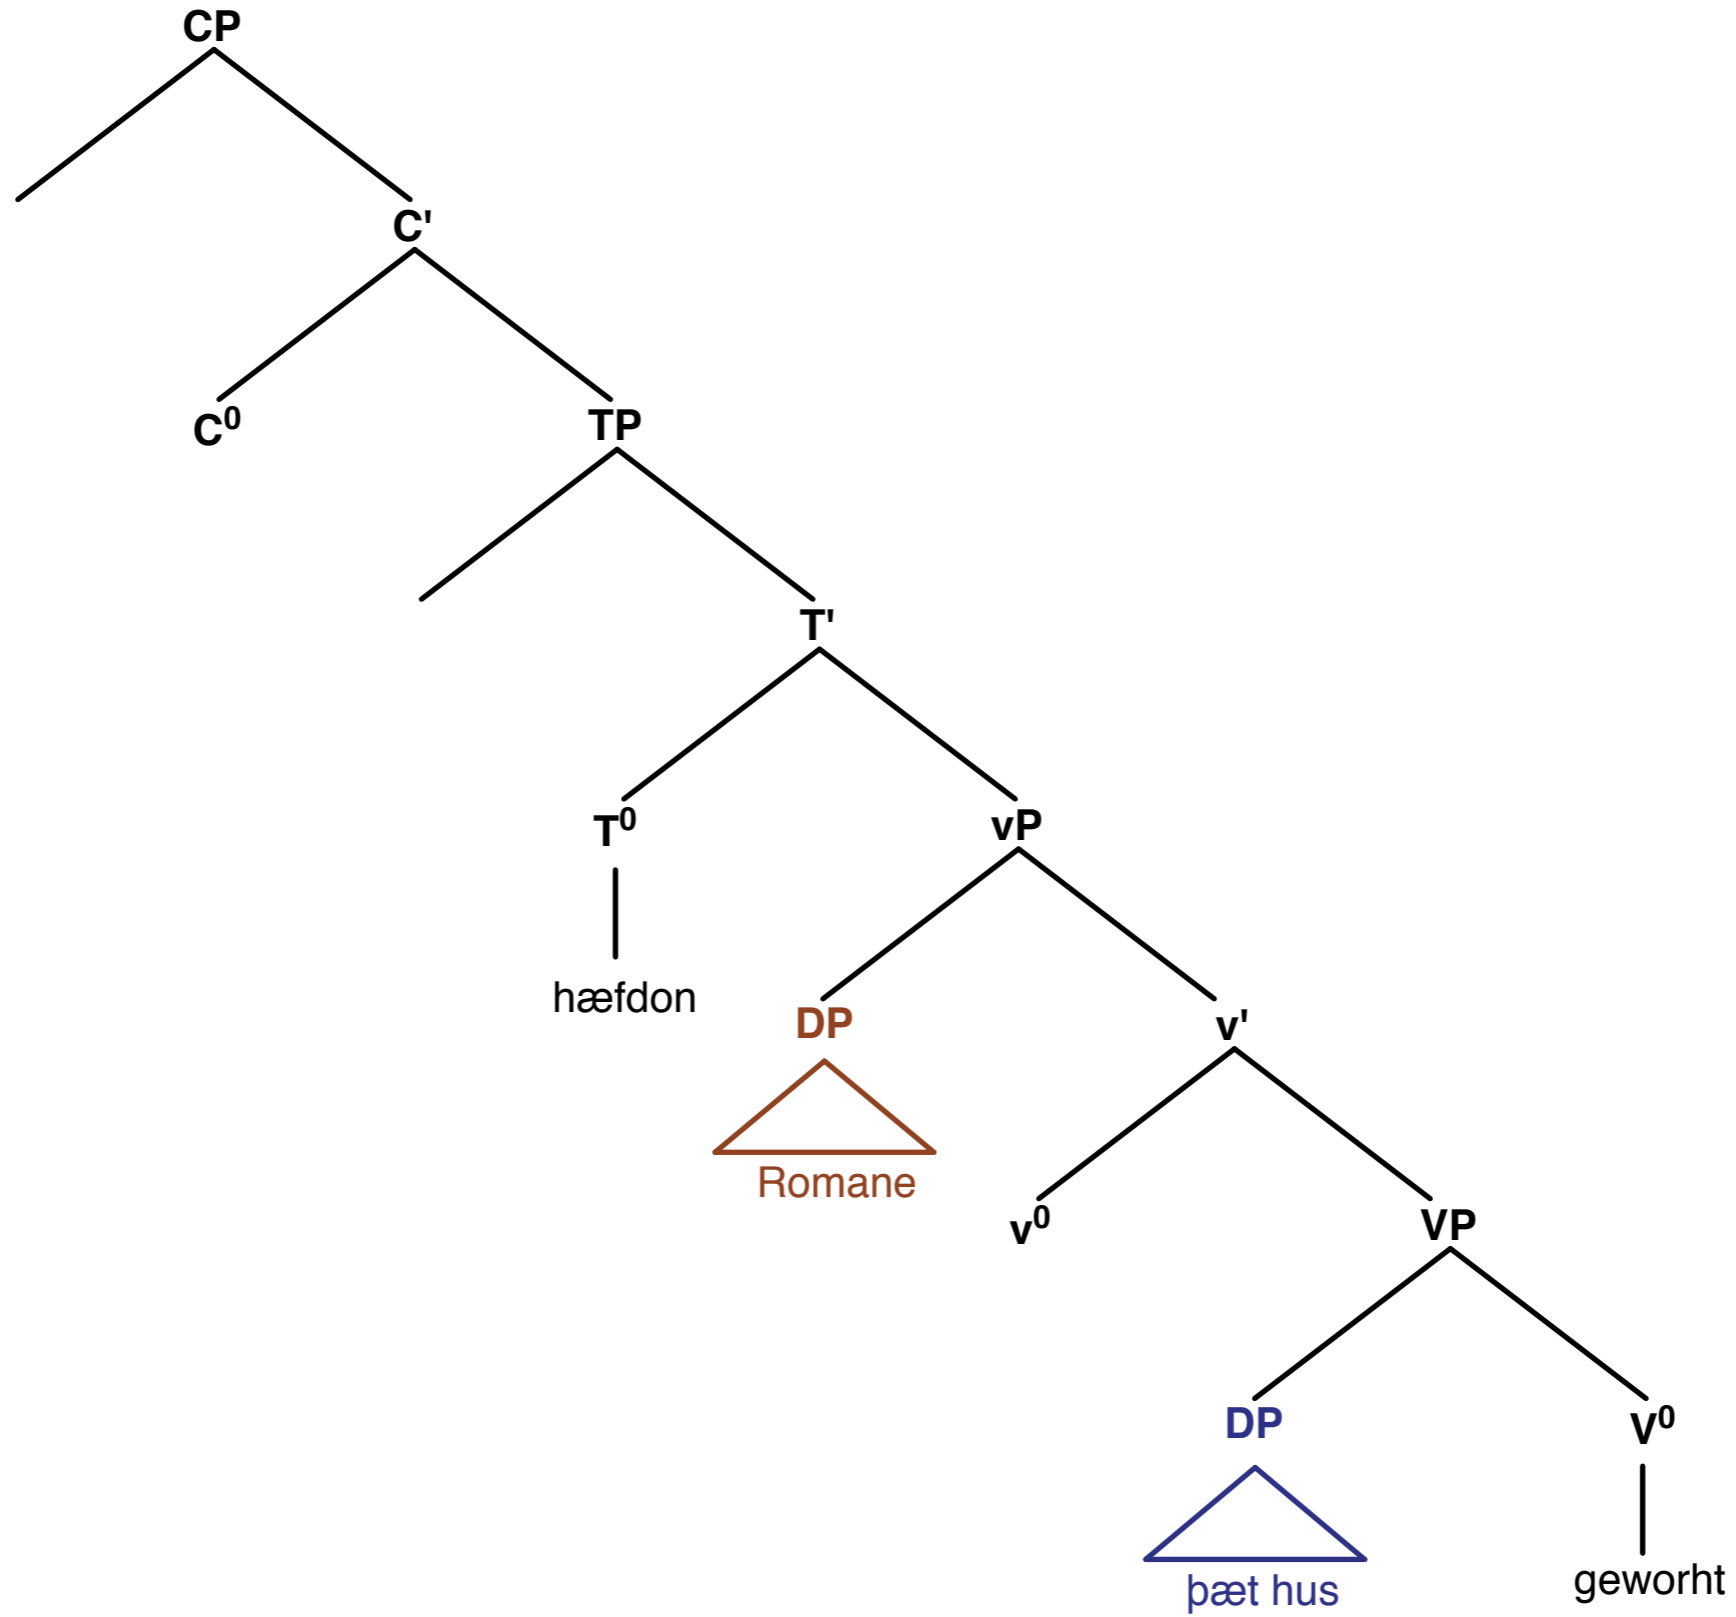 CP
C'
C⁰
TP
T'
T⁰
vP
hæfdon
DP
v'
Romane
v⁰
VP
DP
V⁰
þæt hus
geworht